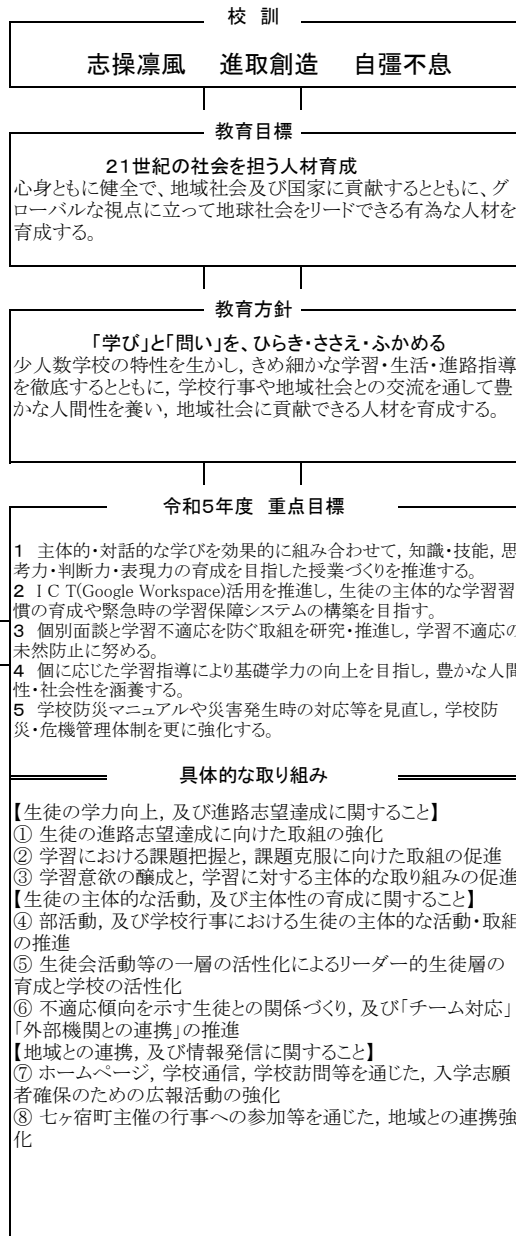 校 訓
志操凛風 進取創造 自彊不息
教育目標
21世紀の社会を担う人材育成
心身ともに健全で、地域社会及び国家に貢献するとともに、グ
ローバルな視点に立って地球社会をリードできる有為な人材を
育成する。
教育方針
「学び」と「問い」を、ひらき・ささえ・ふかめる
少人数学校の特性を生かし，きめ細かな学習・生活・進路指導
を徹底するとともに，学校行事や地域社会との交流を通して豊
かな人間性を養い，地域社会に貢献できる人材を育成する。
令和5年度 重点目標
1 主体的・対話的な学びを効果的に組み合わせて，知識・技能，思
考力・判断力・表現力の育成を目指した授業づくりを推進する。
2 ＩＣＴ(Google Workspace)活用を推進し，生徒の主体的な学習習
慣の育成や緊急時の学習保障システムの構築を目指す。
3 個別面談と学習不適応を防ぐ取組を研究・推進し，学習不適応の
未然防止に努める。
4 個に応じた学習指導により基礎学力の向上を目指し，豊かな人間
性・社会性を涵養する。
5 学校防災マニュアルや災害発生時の対応等を見直し，学校防
災・危機管理体制を更に強化する。
具体的な取り組み
【生徒の学力向上，及び進路志望達成に関すること】
① 生徒の進路志望達成に向けた取組の強化
② 学習における課題把握と，課題克服に向けた取組の促進
③ 学習意欲の醸成と，学習に対する主体的な取り組みの促進
【生徒の主体的な活動，及び主体性の育成に関すること】
④ 部活動，及び学校行事における生徒の主体的な活動・取組
の推進
⑤ 生徒会活動等の一層の活性化によるリーダー的生徒層の
育成と学校の活性化
⑥ 不適応傾向を示す生徒との関係づくり，及び「チーム対応」
「外部機関との連携」の推進
【地域との連携，及び情報発信に関すること】
⑦ ホームページ，学校通信，学校訪問等を通じた，入学志願
者確保のための広報活動の強化
⑧ 七ヶ宿町主催の行事への参加等を通じた，地域との連携強
化